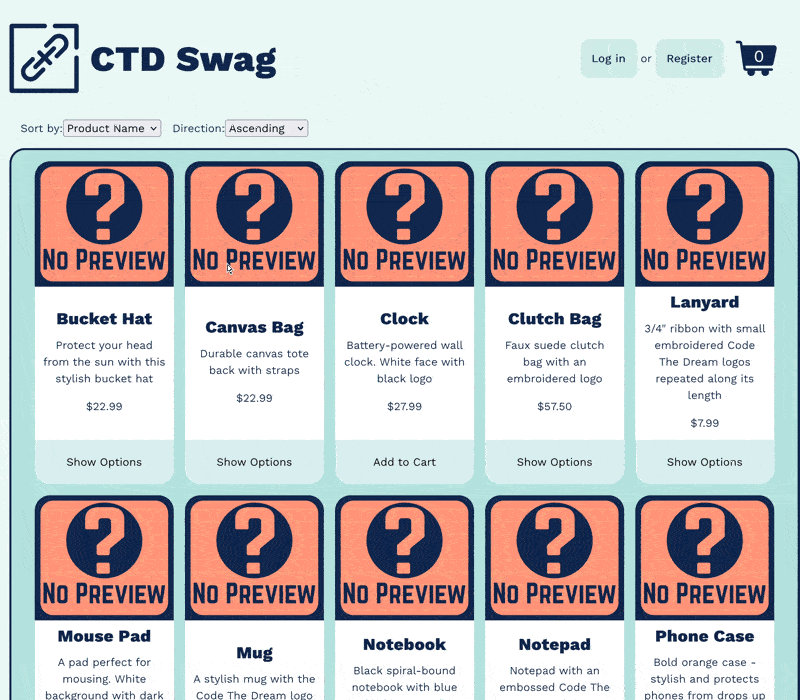 CTD Swag
Log in or Register 0
Sort by: Product Name Direction: Ascending
? ? ? ? ?
No Preview No Preview No Preview No Preview No Preview
Bucket Hat
Protect your head
from the sun with this
stylish bucket hat
$22.99
Show Options
Canvas Bag
Durable canvas tote
back with straps
$22.99
Show Options
Clock
Battery-powered wall
clock. White face with
black logo
$27.99
Add to Cart
Clutch Bag
Faux suede clutch
bag with an
embroidered logo
$57.50
Show Options
Lanyard
3/4" ribbon with small
embroidered Code
The Dream logos
repeated along its
length
$7.99
Show Options
? ? ? ? ?
No Preview No Preview No Preview No Preview No Preview
Mouse Pad
A pad perfect for
mousing. White
background with dark
Mug
A stylish mug with the
Code The Dream logo
Notebook
Black spiral-bound
notebook with blue
Notepad
Notepad with an
embossed Code The
Phone Case
Bold orange case -
stylish and protects
phones from drops up